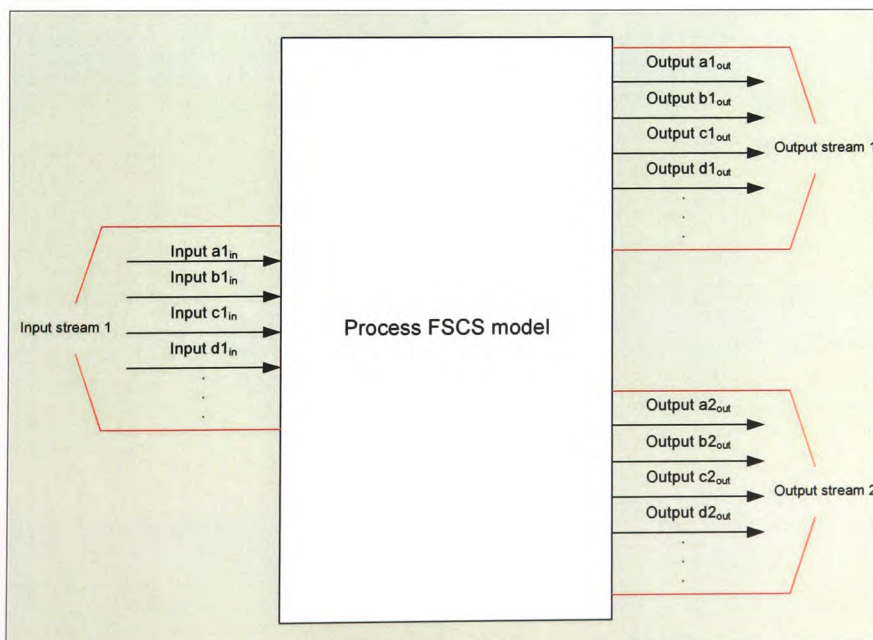 Output a1out
Output b1out
Output c1out
Output d1out
Output stream 1
Input a1in
Input b1in
Input c1in
Input d1in
Input stream 1
Process FSCS model
Output a2out
Output b2out
Output c2out
Output d2out
Output stream 2